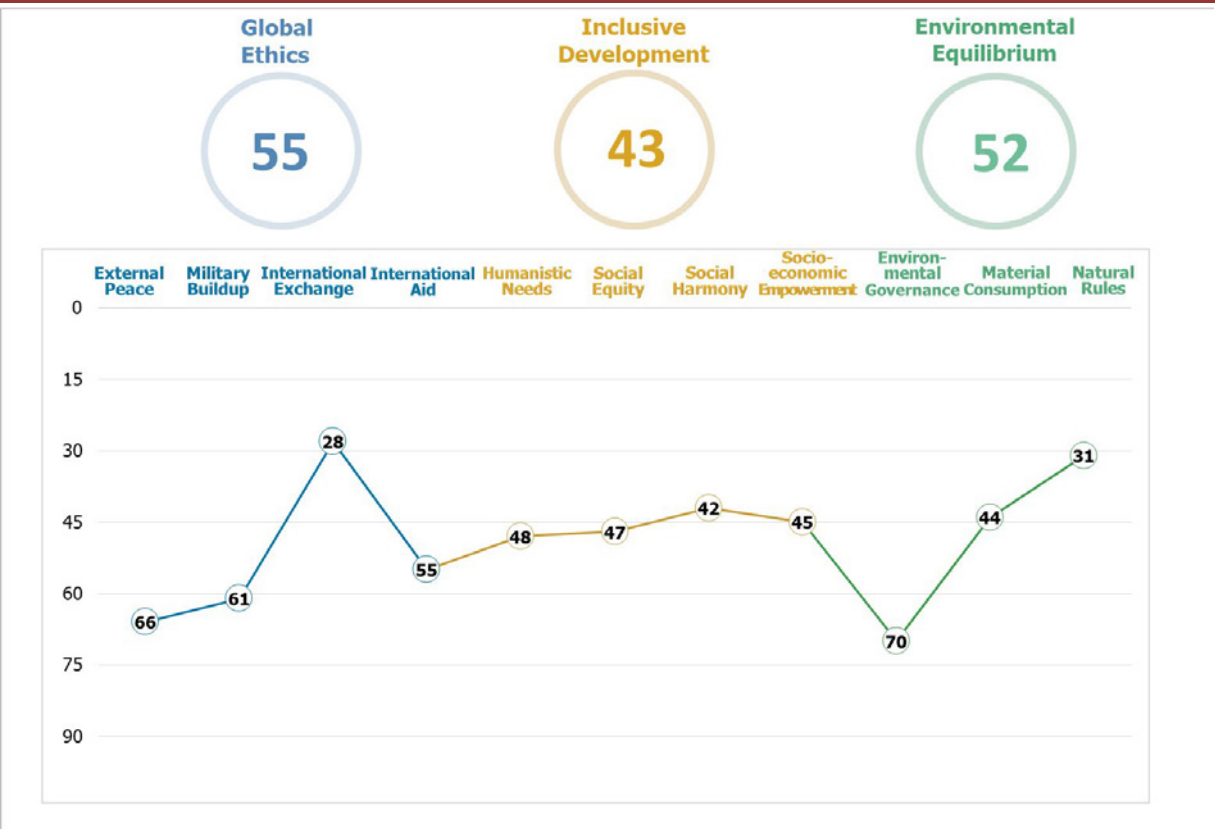 Global
Ethics
Inclusive
Development
Environmental
Equilibrium
55
43
52
External
Peace
Military
Buildup
International
Exchange
International
Aid
Humanistic
Needs
Social
Equity
Social
Harmony
Socio-
economic
Empowerment
Environ-
mental
Governance
Material
Consumption
Natural
Rules
0
15
30
45
60
75
90
66
61
28
55
48
47
42
45
70
44
31